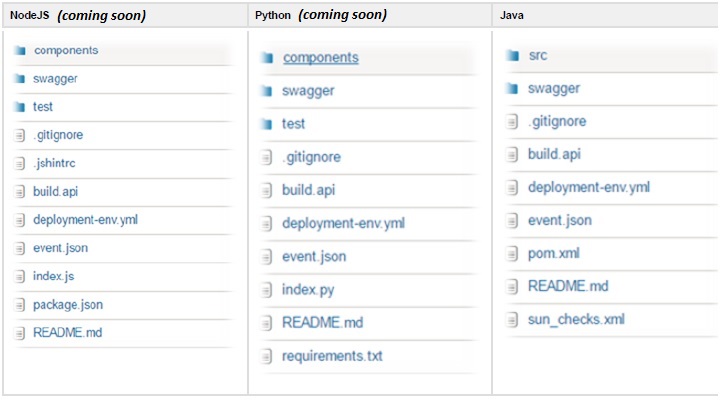 NodeJS (coming soon)
components
swagger
test
.gitignore
.jshintrc
build.api
deployment-env.yml
event.json
index.js
package.json
README.md
Python (coming soon)
components
swagger
test
.gitignore
build.api
deployment-env.yml
event.json
index.py
README.md
requirements.txt
Java
src
swagger
.gitignore
build.api
deployment-env.yml
event.json
pom.xml
README.md
sun_checks.xml